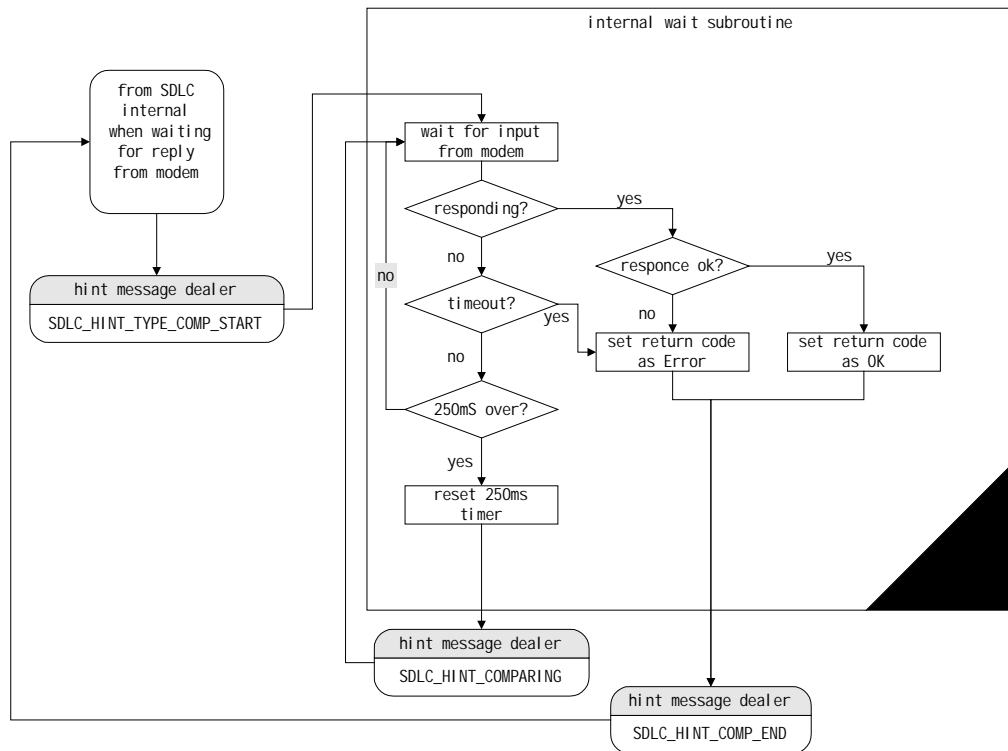 internal wait subroutine
from SDLC
internal
when waiting
for reply
from modem
wait for input
from modem
responding?
yes
no
no
responce ok?
yes
hint message dealer
SDLC_HINT_TYPE_COMP_START
timeout?
yes
no
set return code
as Error
set return code
as OK
no
250mS over?
yes
reset 250ms
timer
hint message dealer
SDLC_HINT_COMPARING
hint message dealer
SDLC_HINT_COMP_END